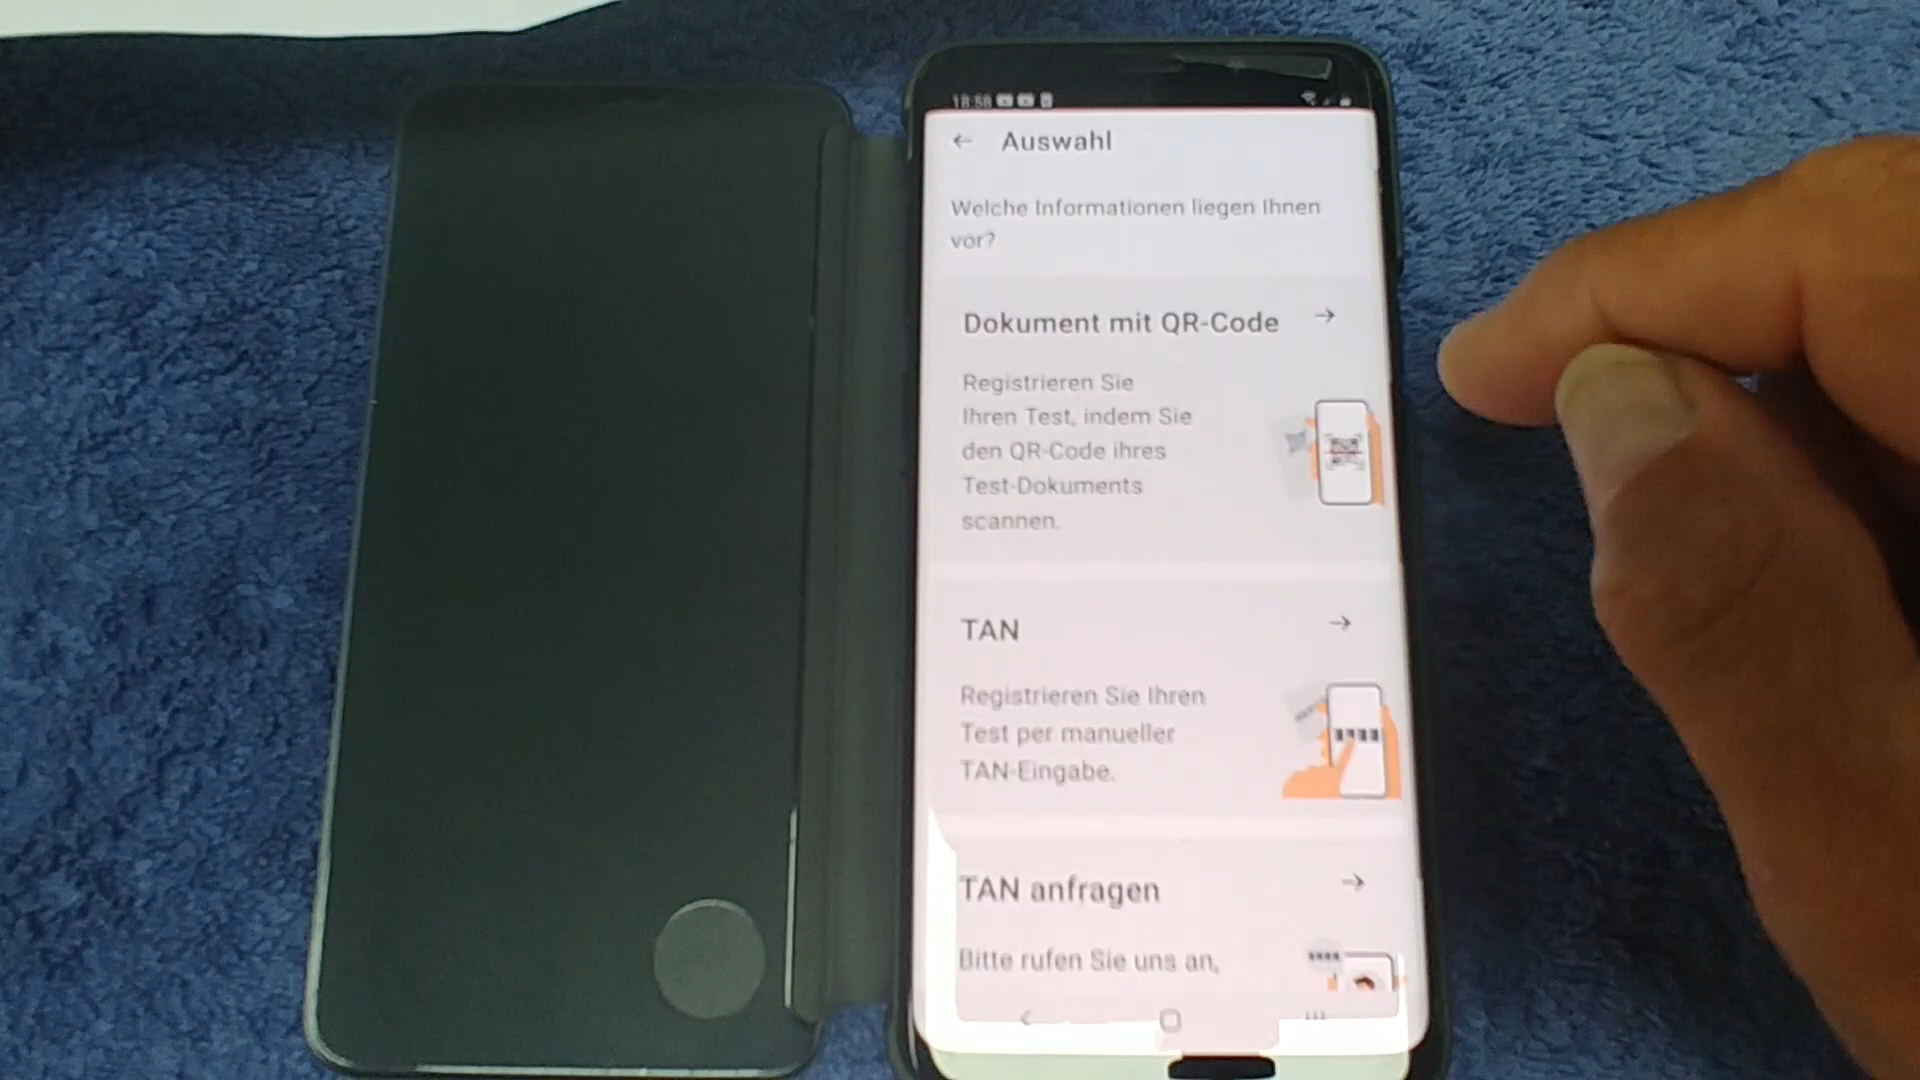 18:58
Auswahl
Welche Informationen liegen Ihnen
vor?
Dokument mit QR-Code
Registrieren Sie
Ihren Test, indem Sie
den QR-Code ihres
Test-Dokuments
scannen.
TAN
Registrieren Sie Ihren
Test per manueller
TAN-Eingabe.
TAN anfragen
Bitte rufen Sie uns an,